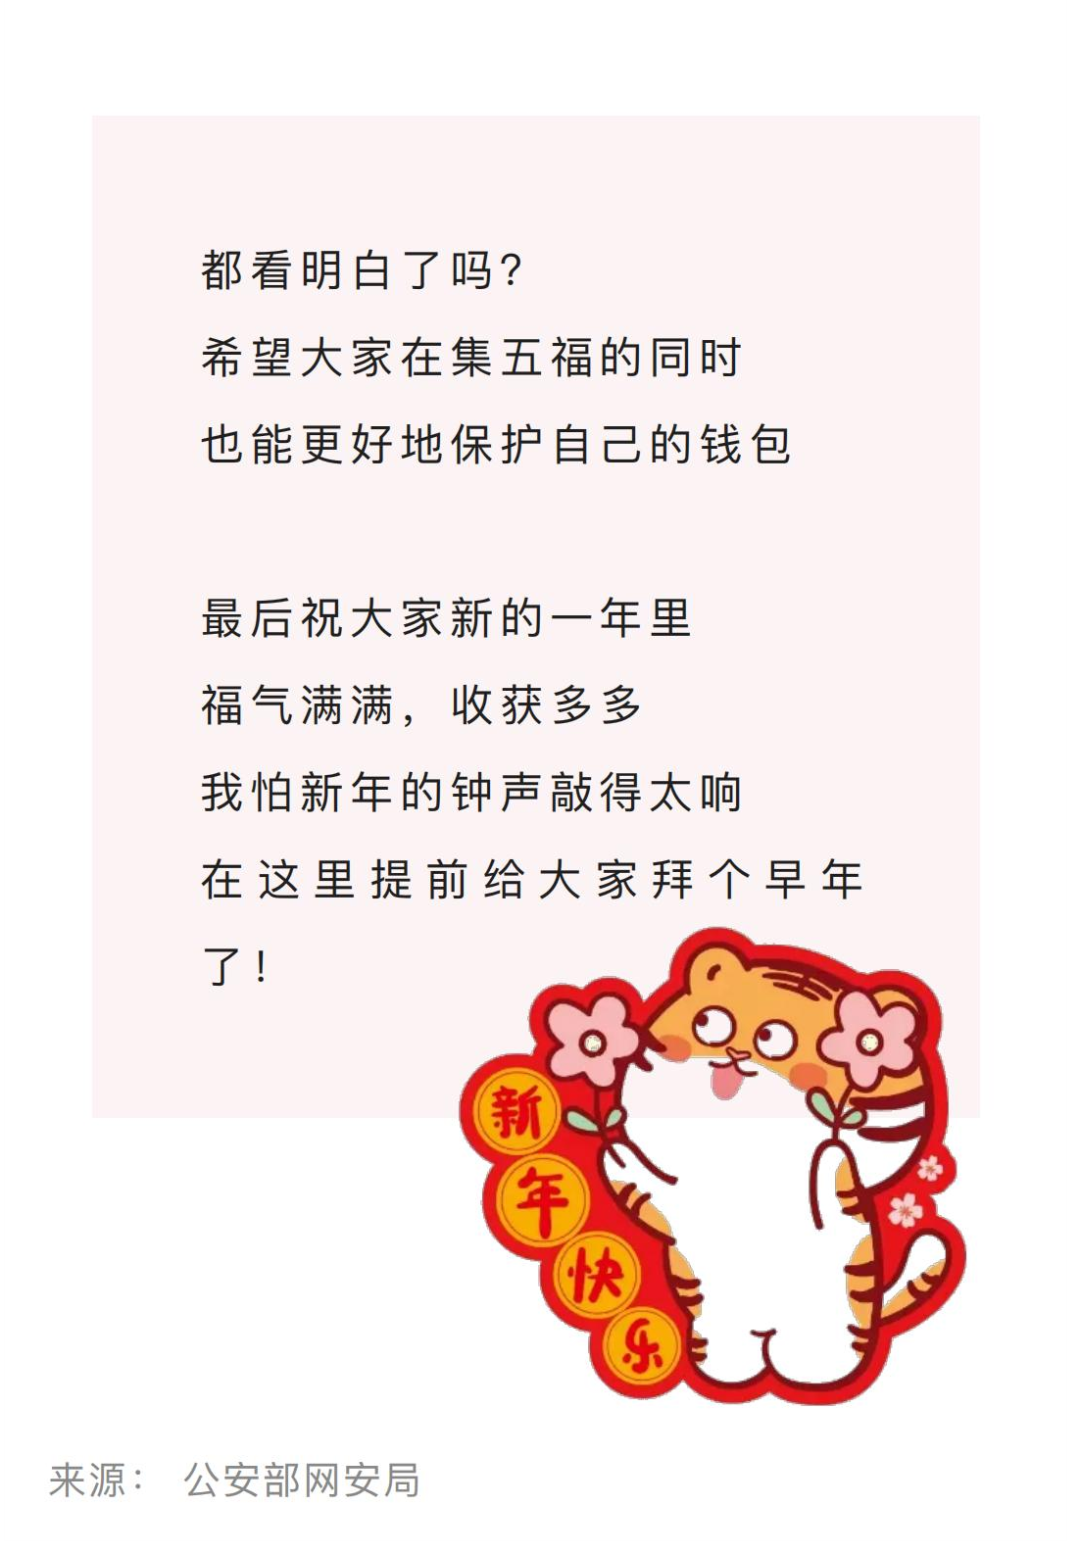 都看明白了吗？
希望大家在集五福的同时
也能更好地保护自己的钱包
最后祝大家新的一年里
福气满满，收获多多
我怕新年的钟声敲得太响
在这里提前给大家拜个早年
了！
新
年
快
乐
来源： 公安部网安局